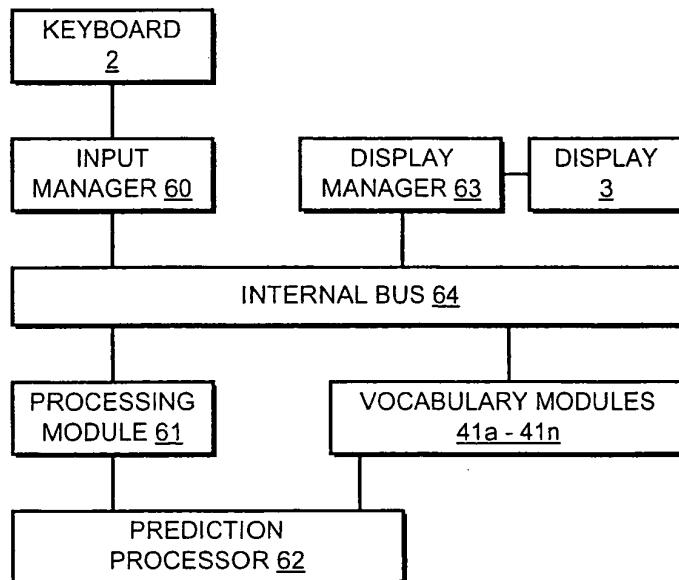 KEYBOARD
2
INPUT
MANAGER 60
DISPLAY
MANAGER 63
DISPLAY
3
INTERNAL BUS 64
PROCESSING
MODULE 61
VOCABULARY MODULES
41a - 41n
PREDICTION
PROCESSOR 62